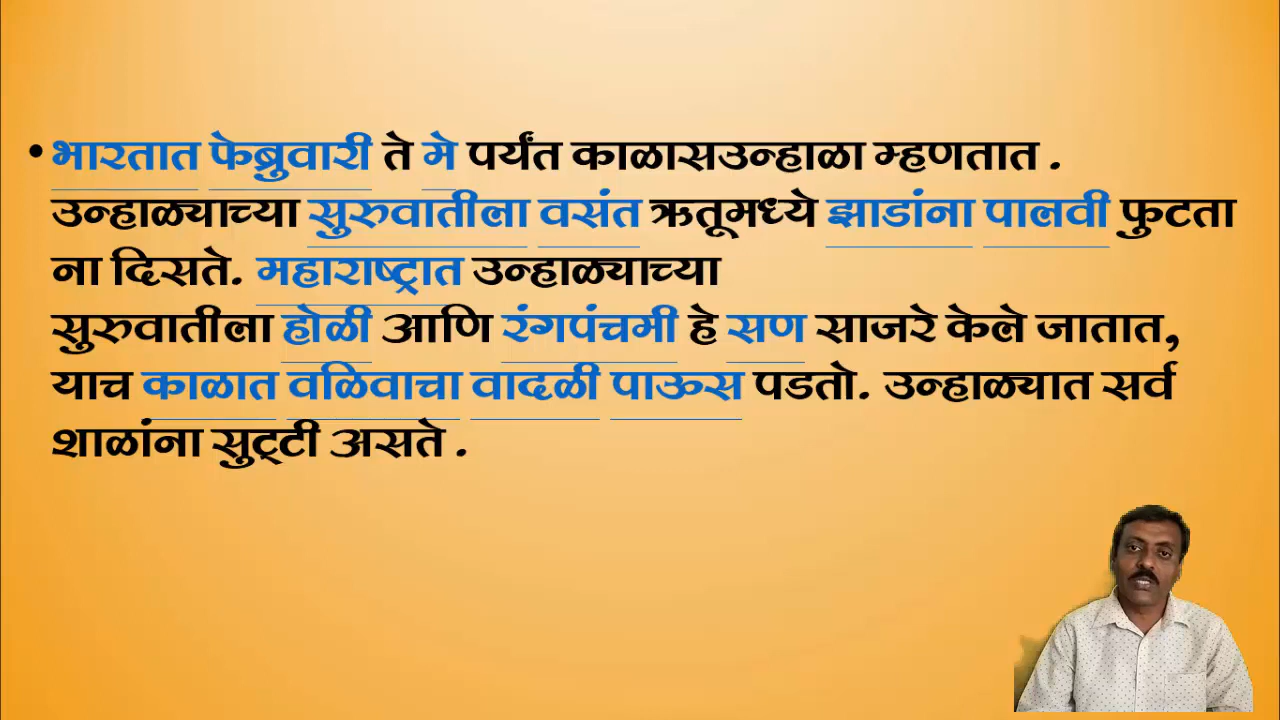 • भारतात फेब्रुवारी ते मे पर्यंत काळासउन्हाळा म्हणतात .
उन्हाळ्याच्या सुरुवातीला वसंत ऋतूमध्ये झाडांना पालवी फुटता
ना दिसते. महाराष्ट्रात उन्हाळ्याच्या
सुरुवातीला होळी आणि रंगपंचमी हे सण साजरे केले जातात,
याच काळात वळिवाचा वादळी पाऊस पडतो. उन्हाळ्यात सर्व
शाळांना सुट्टी असते .